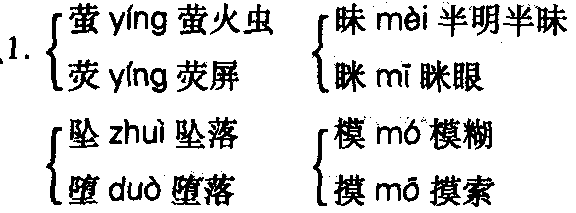 1. 萤 yíng 萤火虫 昧 mèi 半明半昧
荧 yíng 荧屏 眯 mī 眯眼
坠 zhuì 坠落 模 mó 模糊
堕 duò 堕落 摸 mō 摸索